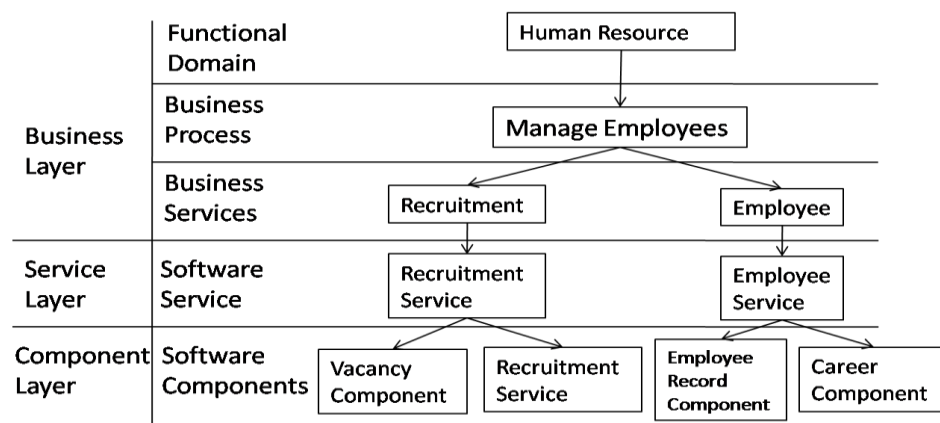 Functional
Domain
Human Resource
Business
Layer
Business
Process
Manage Employees
Business
Services
Recruitment
Employee
Service
Layer
Software
Service
Recruitment
Service
Employee
Service
Component
Layer
Software
Components
Vacancy
Component
Recruitment
Service
Employee
Record
Component
Career
Component